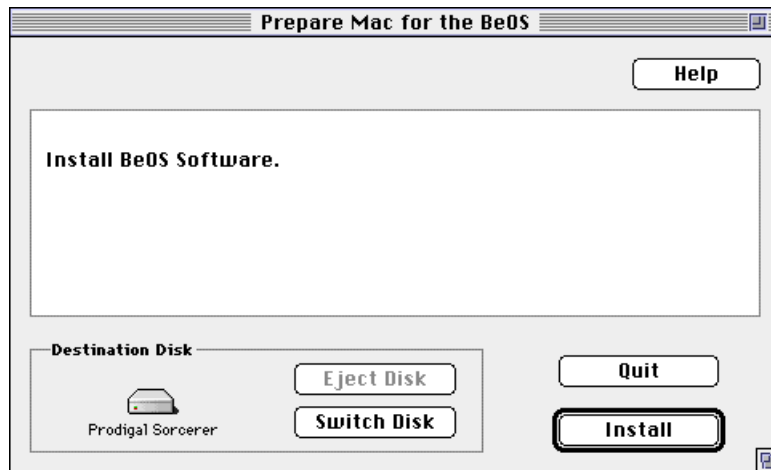 Prepare Mac for the BeOS
Help
Install BeOS Software.
Destination Disk
Eject Disk
Quit
Prodigal Sorcerer
Switch Disk
Install